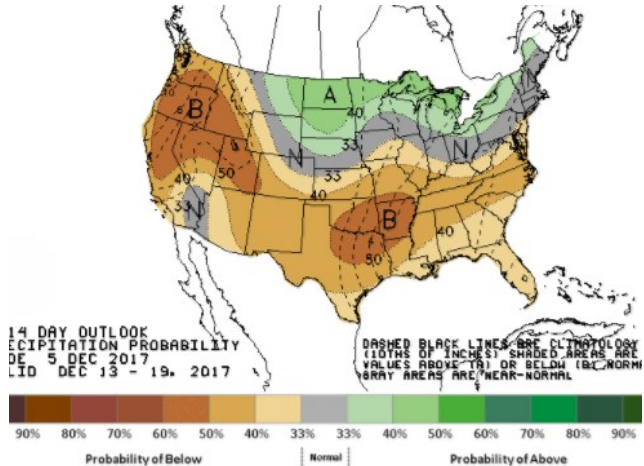 A
B
40
N
33
N
N
33
50
40
40
33
N
B
40
50
14 DAY OUTLOOK
ECIPITATION PROBABILITY
DE 5 DEC 2017
LID DEC 13 - 19, 2017
DASHED BLACK LINES ARE CLIMATOLOGY
(10THS OF INCHES) SHADED AREAS ARE
VALUES ABOVE (A) OR BELOW (B) NORMA
GRAY AREAS ARE NEAR-NORMAL
90% 80% 70% 60% 50% 40% 33% 33% 40% 50% 60% 70% 80% 90%
Probability of Below Normal Probability of Above